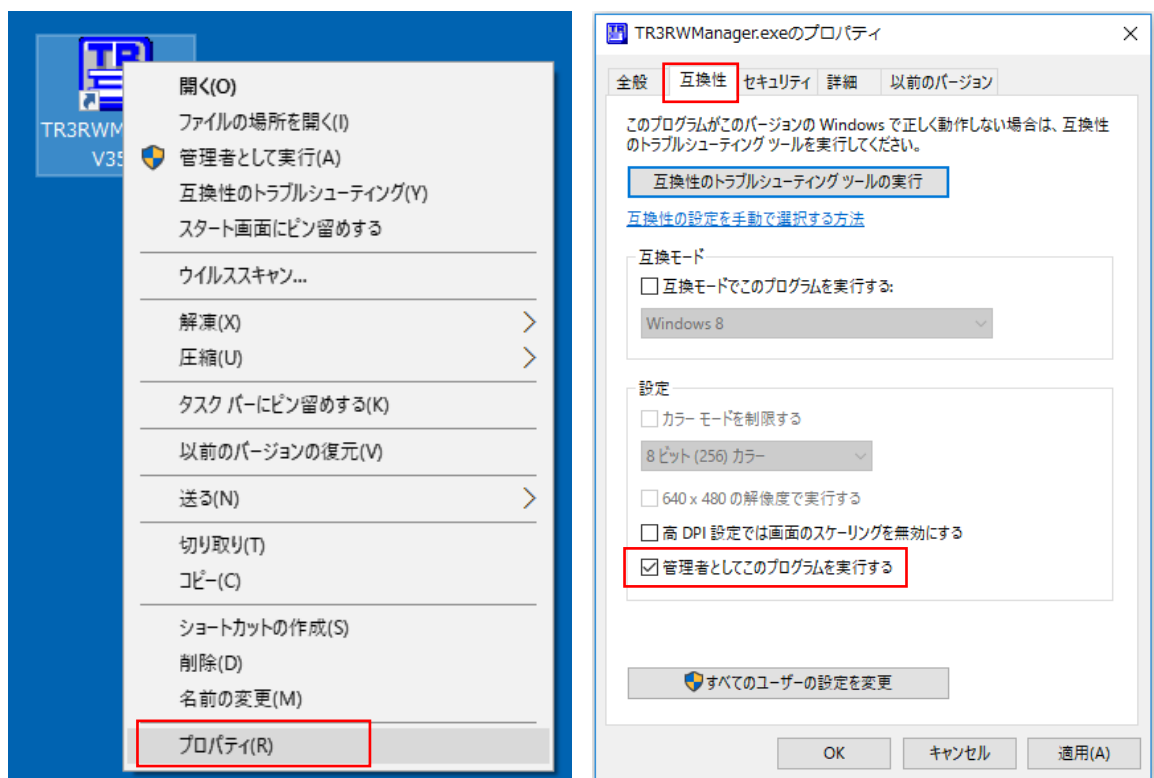 TR
TR3RWM
V35
開く(O)
ファイルの場所を開く(I)
管理者として実行(A)
互換性のトラブルシューティング(Y)
スタート画面にピン留めする
ウイルススキャン...
解凍(X)
圧縮(U)
タスク バーにピン留めする(K)
以前のバージョンの復元(V)
送る(N)
切り取り(T)
コピー(C)
ショートカットの作成(S)
削除(D)
名前の変更(M)
プロパティ(R)
TR3RWManager.exeのプロパティ
全般 互換性 セキュリティ 詳細 以前のバージョン
このプログラムがこのバージョンの Windows で正しく動作しない場合は、互換性
のトラブルシューティング ツールを実行してください。
互換性のトラブルシューティング ツールの実行
互換性の設定を手動で選択する方法
互換モード
互換モードでこのプログラムを実行する:
Windows 8
設定
カラー モードを制限する
8 ビット (256) カラー
640 x 480 の解像度で実行する
高 DPI 設定では画面のスケーリングを無効にする
管理者としてこのプログラムを実行する
すべてのユーザーの設定を変更
OK キャンセル 適用(A)